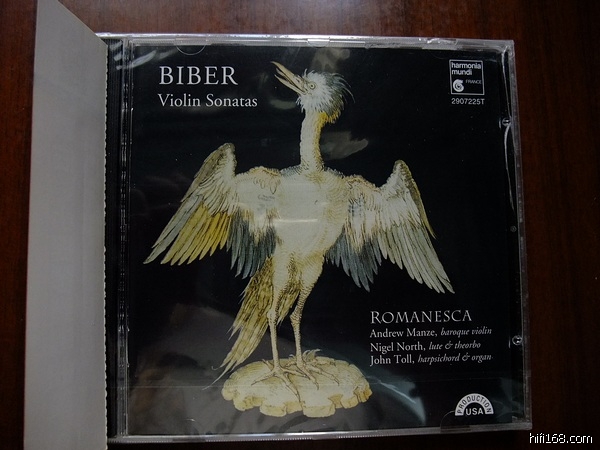 BIBER
Violin Sonatas
harmonia
mundi
FRANCE
2907225T
ROMANESCA
Andrew Manze, baroque violin
Nigel North, lute & theorbo
John Toll, harpsichord & organ
PRODUCTION
USA
hifi168.com